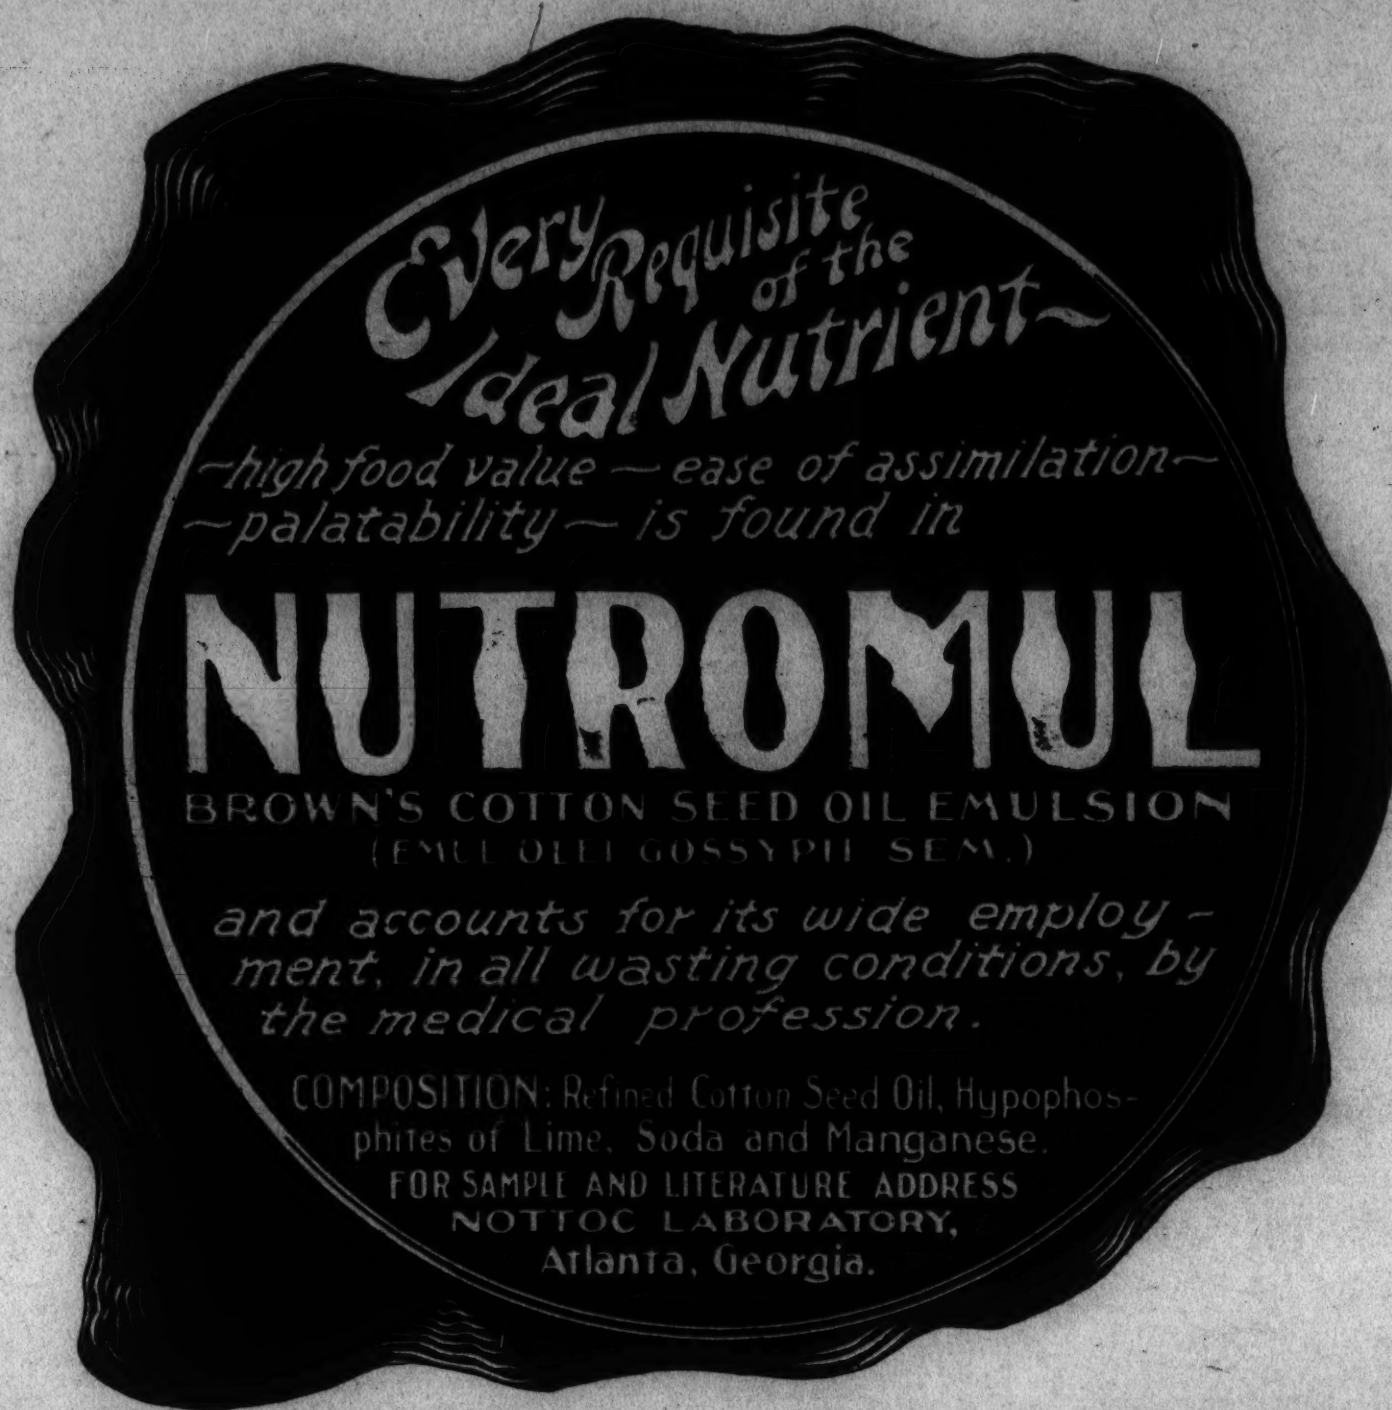 Every Requisite
of the
Ideal Nutrient~
~high food value — ease of assimilation~
~palatability — is found in
NUTROMUL
BROWN'S COTTON SEED OIL EMULSION
(EMUL OLEI GOSSYPII SEM.)
and accounts for its wide employ-
ment, in all wasting conditions, by
the medical profession.
COMPOSITION: Refined Cotton Seed Oil, Hypophos-
phites of Lime, Soda and Manganese.
FOR SAMPLE AND LITERATURE ADDRESS
NOTTOC LABORATORY,
Atlanta, Georgia.